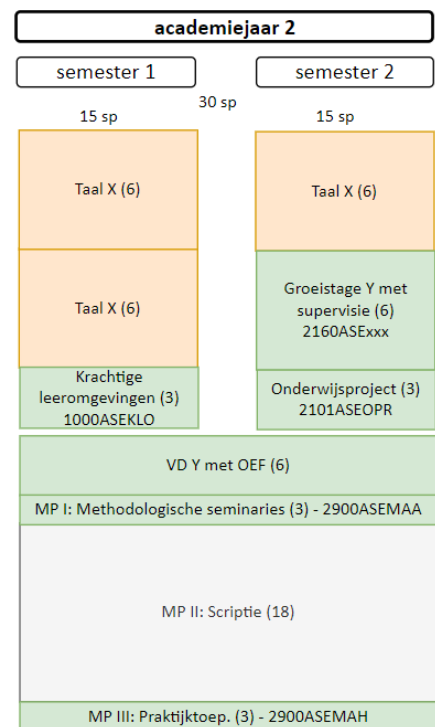 academiejaar 2
semester 1
semester 2
30 sp
15 sp
15 sp
Taal X (6)
Taal X (6)
Krachtige
leeromgevingen (3)
1000ASEKLO
Taal X (6)
Groeistage Y met
supervisie (6)
2160ASExxx
Onderwijsproject (3)
2101ASEOPR
VD Y met OEF (6)
MP I: Methodologische seminaries (3) - 2900ASEMAA
MP II: Scriptie (18)
MP III: Praktijktoep. (3) - 2900ASEMAH